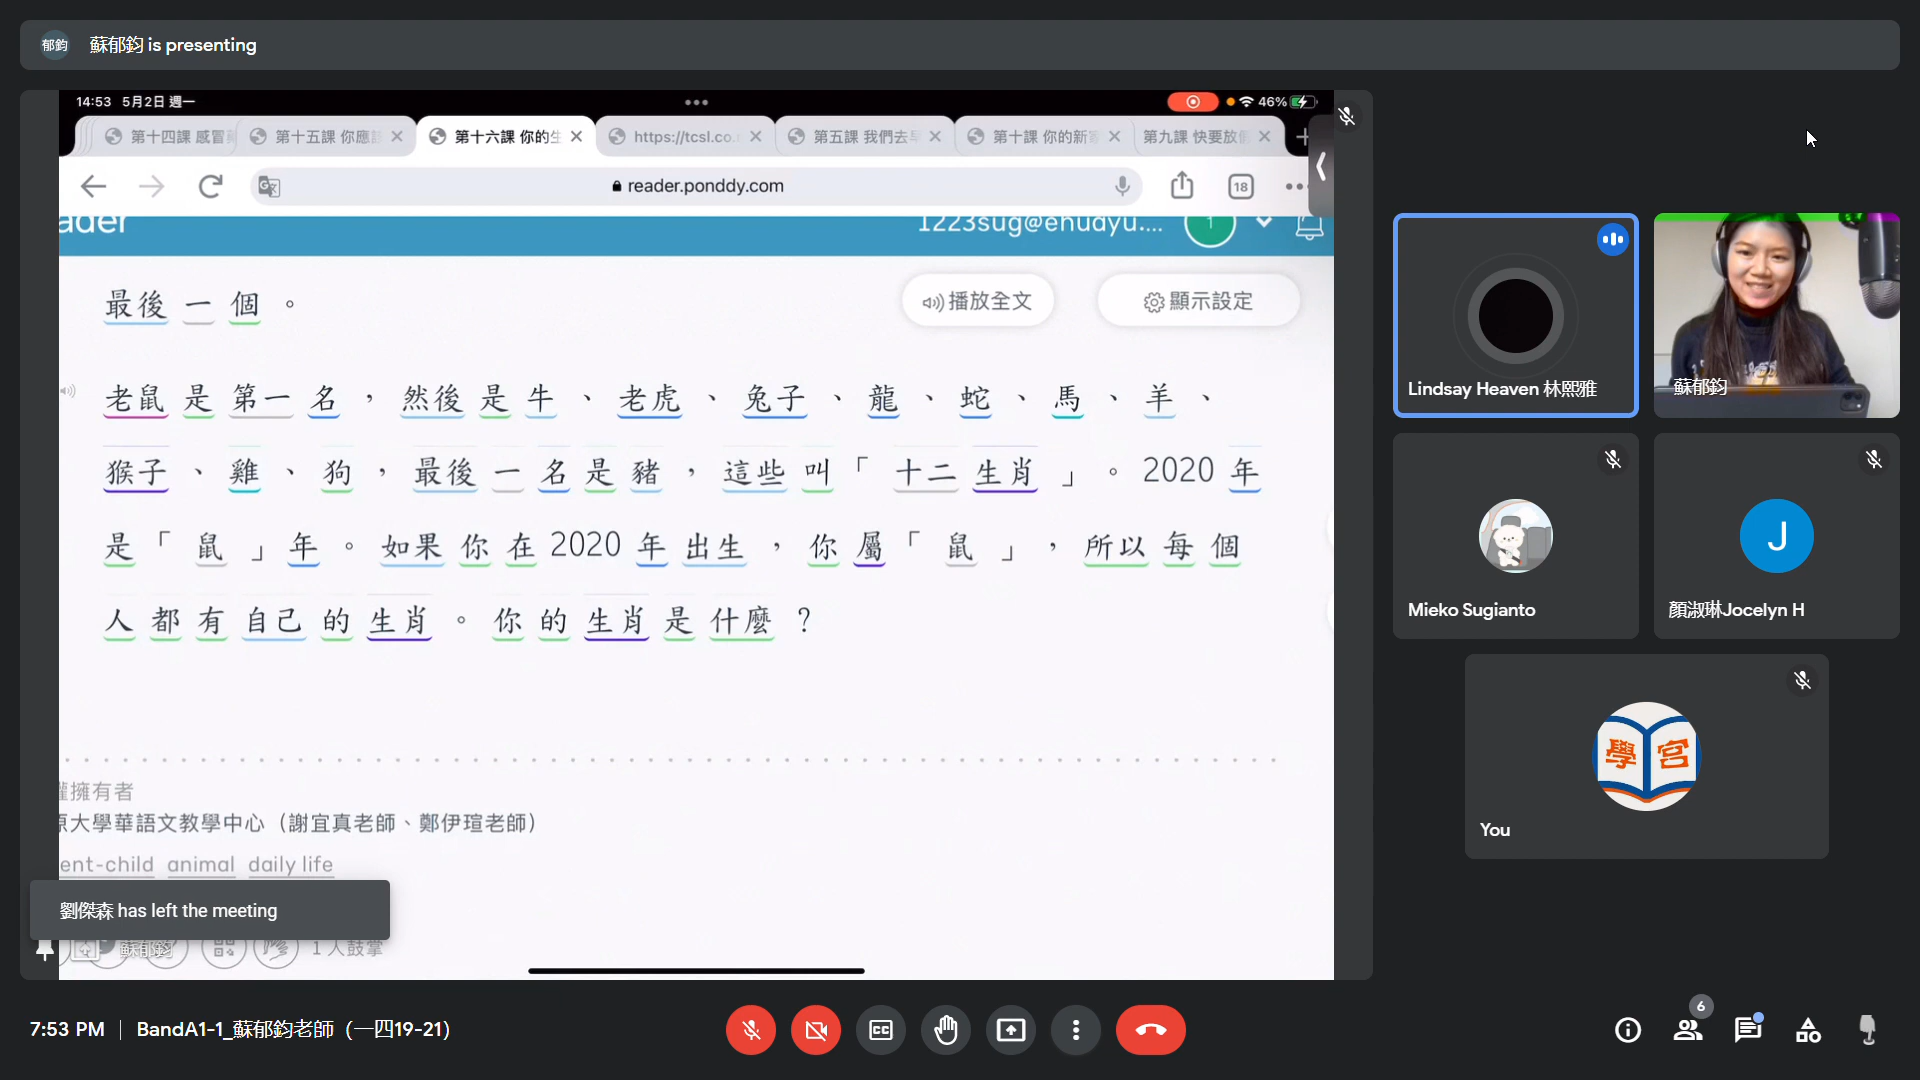 郁鈞
蘇郁鈞 is presenting
14:53 5月2日 週一
46%
第十四課 感冒
第十五課 你應
第十六課 你的生
https://tcsl.co.
第五課 我們去
第十課 你的新
第九課 快要放
reader.ponddy.com
18
ader
1223sug@ehudyu....
1
最後 一 個 。
播放全文
顯示設定
老鼠 是 第一 名 , 然後 是 牛 、 老虎 、 兔子 、 龍 、 蛇 、 馬 、 羊 、
猴子 、 雞 、 狗 , 最後 一 名 是 豬 , 這些 叫 「 十二 生肖 」 。 2020 年
是 「 鼠 」 年 。 如果 你 在 2020 年 出生 , 你 屬 「 鼠 」 , 所以 每 個
人 都 有 自己 的 生肖 。 你 的 生肖 是 什麼 ?
擁有者
大學華語文教學中心（謝宜真老師、鄭伊瑄老師）
ent-child animal daily life
劉傑森 has left the meeting
蘇郁鈞
1 人鼓掌
Lindsay Heaven 林熙雅
蘇郁鈞
Mieko Sugianto
J
顏淑琳Jocelyn H
學宮
You
7:53 PM | BandA1-1_蘇郁鈞老師（一四19-21)
CC
6